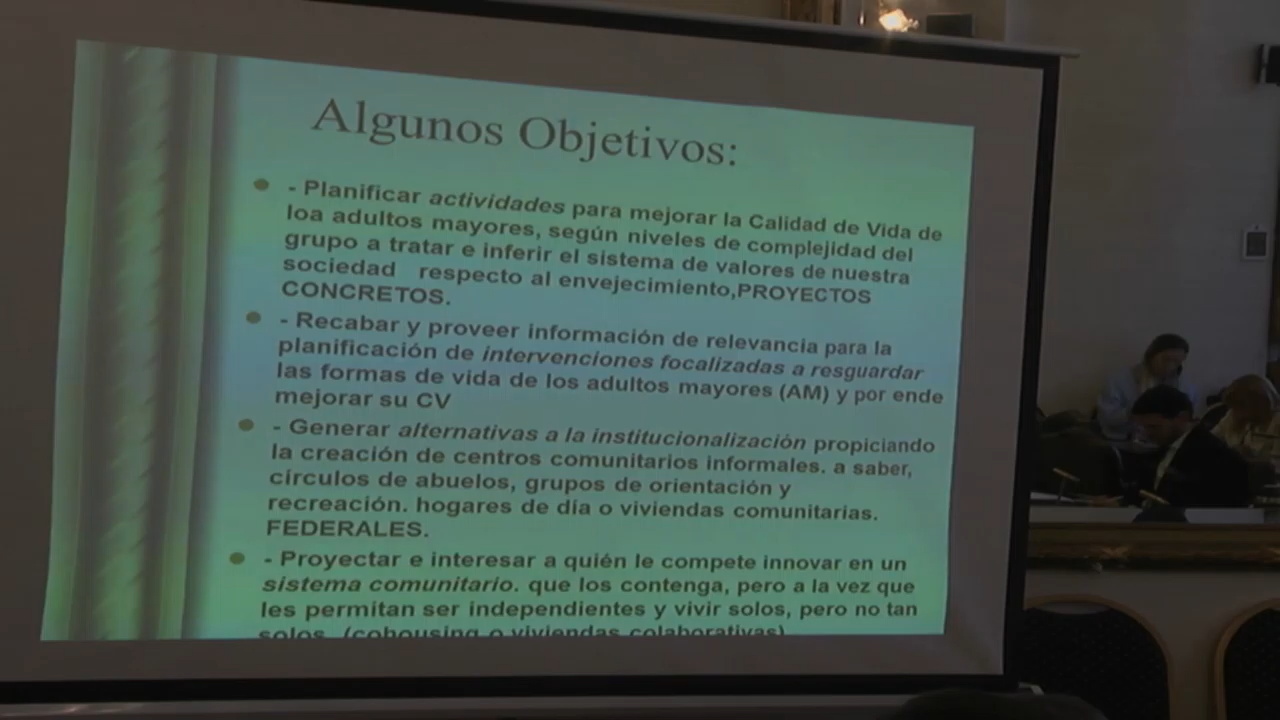 Algunos Objetivos:
- Planificar actividades para mejorar la Calidad de Vida de
loa adultos mayores, según niveles de complejidad del
grupo a tratar e inferir el sistema de valores de nuestra
sociedad respecto al envejecimiento,PROYECTOS
CONCRETOS.
- Recabar y proveer información de relevancia para la
planificación de intervenciones focalizadas a resguardar
las formas de vida de los adultos mayores (AM) y por ende
mejorar su CV
- Generar alternativas a la institucionalización propiciando
la creación de centros comunitarios informales. a saber,
círculos de abuelos, grupos de orientación y
recreación. hogares de día o viviendas comunitarias.
FEDERALES.
- Proyectar e interesar a quién le compete innovar en un
sistema comunitario. que los contenga, pero a la vez que
les permitan ser independientes y vivir solos, pero no tan
solos (cohousing o viviendas colaborativas)